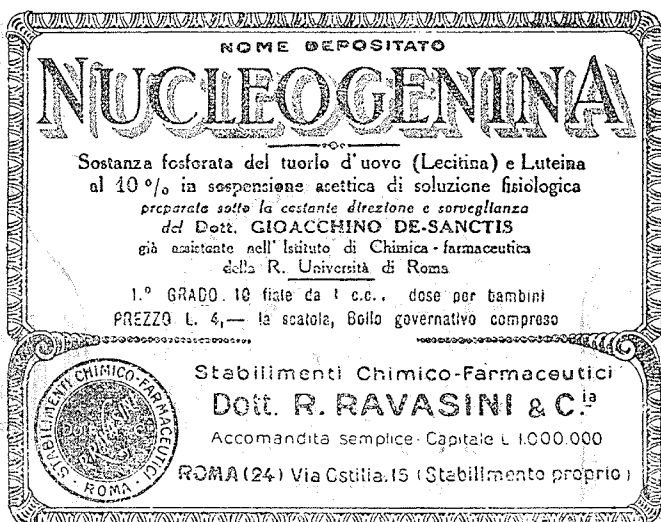 NOME DEPOSITATO
NUCLEOGENINA
Sostanza fosforata del tuorlo d'uovo (Lecitina) e Luteina
al 10 % in sospensione asettica di soluzione fisiologica
preparata sotto la costante direzione e sorveglianza
del Dott. GIOACCHINO DE-SANCTIS
già assistente nell'Istituto di Chimica-farmaceutica
della R. Università di Roma
1.º GRADO. 10 fiale da 1 c.c., dose per bambini
PREZZO L. 4,— la scatola, Bollo governativo compreso
STABILIMENTI CHIMICO-FARMACEUTICI
- ROMA -
Stabilimenti Chimico-Farmaceutici
Dott. R. RAVASINI & C.ia
Accomandita semplice - Capitale L 1.000.000
ROMA (24) Via Ostilia, 15 (Stabilimento proprio)